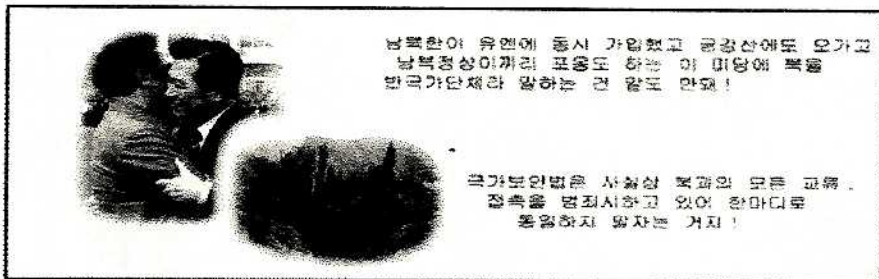 남북한이 유엔에 동시 가입했고 금강산에도 오가고
남북정상이끼리 포옹도 하는 이 마당에 북을
반국가단체라 말하는 건 말도 안돼!
국가보안법은 사실상 북과의 모든 교류,
접촉을 범죄시하고 있어 한마디로
통일하지 말자는 거지!